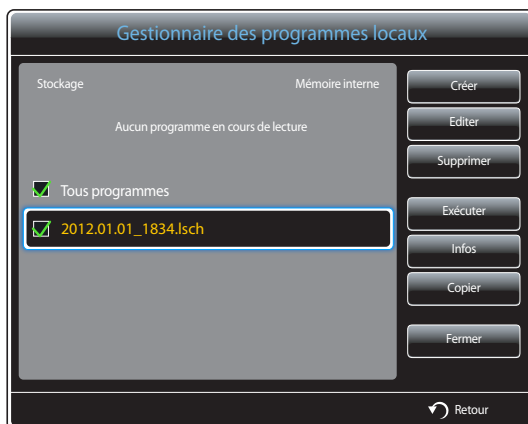 Gestionnaire des programmes locaux
Stockage Mémoire interne
Aucun programme en cours de lecture
Tous programmes
2012.01.01_1834.lsch
Créer
Editer
Supprimer
Exécuter
Infos
Copier
Fermer
Retour